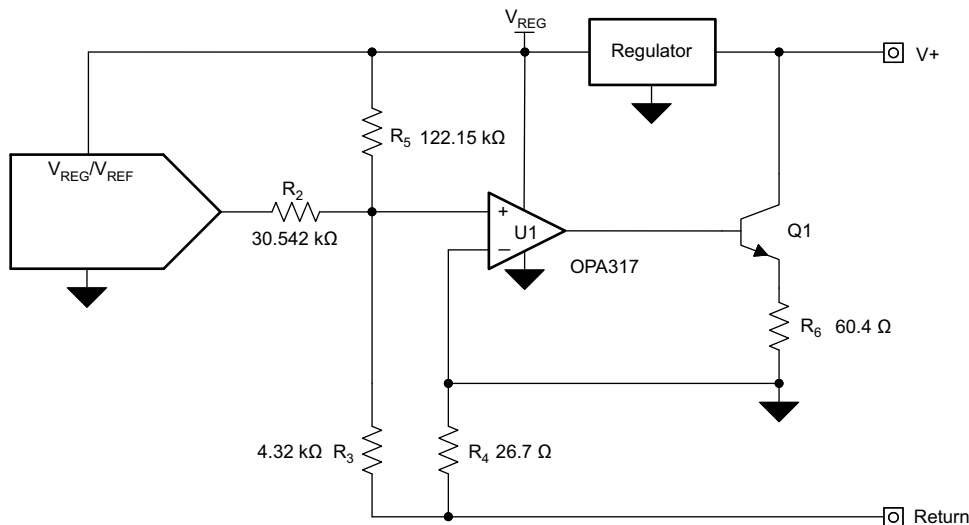 V_REG
Regulator
V+
R_5 122.15 kΩ
V_REG/V_REF
R_2
30.542 kΩ
+
U1
−
OPA317
Q1
R_6 60.4 Ω
4.32 kΩ R_3
R_4 26.7 Ω
Return